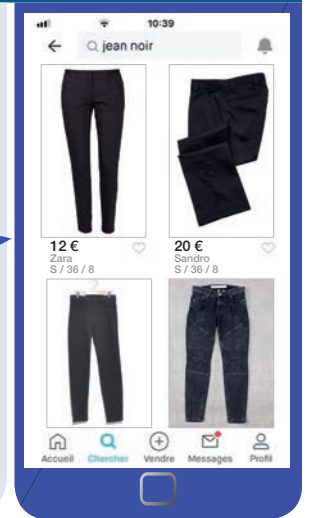 10:39
jean noir
12 €
Zara
S / 36 / 8
20 €
Sandro
S / 36 / 8
Accueil Chercher Vendre Messages Profil